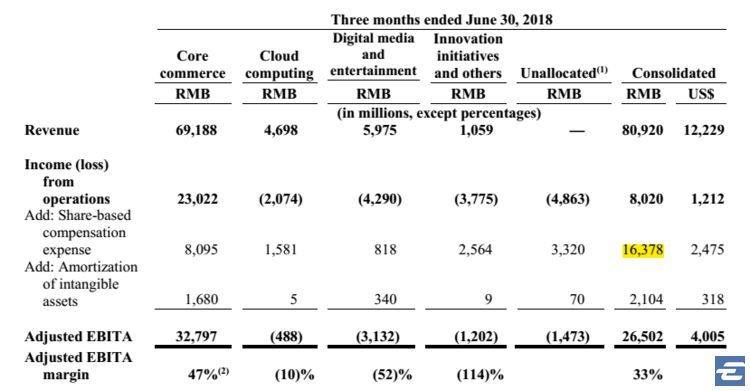 Three months ended June 30, 2018
Core commerce Cloud computing Digital media and entertainment Innovation initiatives and others Unallocated(1) Consolidated
RMB RMB RMB RMB RMB RMB US$
(in millions, except percentages)
Revenue 69,188 4,698 5,975 1,059 — 80,920 12,229
Income (loss)
from
operations 23,022 (2,074) (4,290) (3,775) (4,863) 8,020 1,212
Add: Share-based
compensation
expense 8,095 1,581 818 2,564 3,320 16,378 2,475
Add: Amortization
of intangible
assets 1,680 5 340 9 70 2,104 318
Adjusted EBITA 32,797 (488) (3,132) (1,202) (1,473) 26,502 4,005
Adjusted EBITA
margin 47%(2) (10)% (52)% (114)% 33%